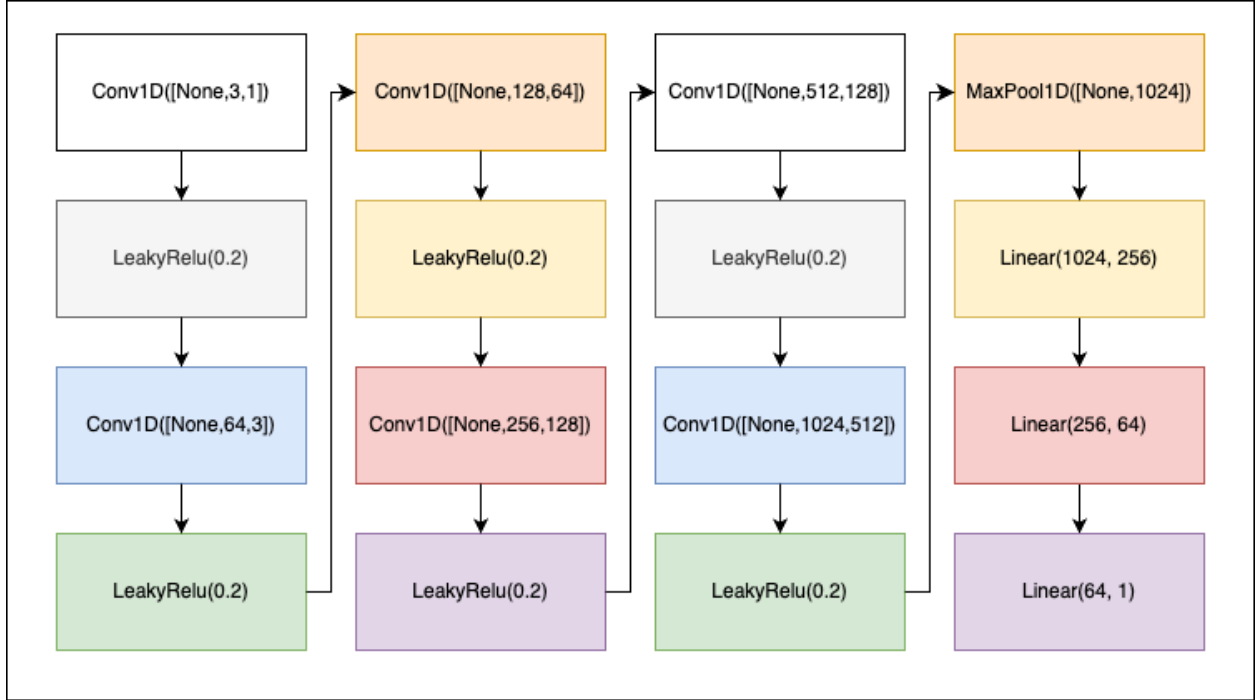 Conv1D([None,3,1])
LeakyRelu(0.2)
Conv1D([None,64,3])
LeakyRelu(0.2)
Conv1D([None,128,64])
LeakyRelu(0.2)
Conv1D([None,256,128])
LeakyRelu(0.2)
Conv1D([None,512,128])
LeakyRelu(0.2)
Conv1D([None,1024,512])
LeakyRelu(0.2)
MaxPool1D([None,1024])
Linear(1024, 256)
Linear(256, 64)
Linear(64, 1)